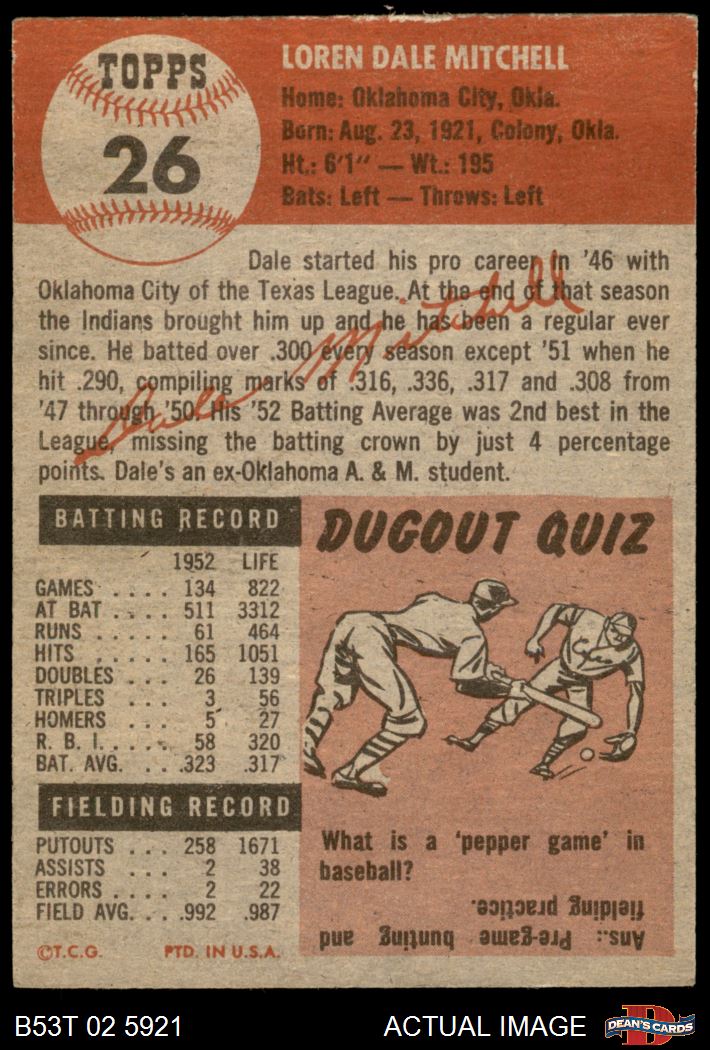 TOPPS
26
LOREN DALE MITCHELL
Home: Oklahoma City, Okla.
Born: Aug. 23, 1921, Colony, Okla.
Ht.: 6'1" — Wt.: 195
Bats: Left — Throws: Left
Dale started his pro career in '46 with
Oklahoma City of the Texas League. At the end of that season
the Indians brought him up and he has been a regular ever
since. He batted over .300 every season except '51 when he
hit .290, compiling marks of .316, .336, .317 and .308 from
'47 through '50. His '52 Batting Average was 2nd best in the
League, missing the batting crown by just 4 percentage
points. Dale's an ex-Oklahoma A. & M. student.
Dale Mitchell
BATTING RECORD
1952 LIFE
GAMES . . . . 134 822
AT BAT . . . . 511 3312
RUNS . . . . . 61 464
HITS . . . . . 165 1051
DOUBLES . . . . 26 139
TRIPLES . . . . 3 56
HOMERS . . . . 5 27
R. B. I. . . . . 58 320
BAT. AVG. . . .323 .317
FIELDING RECORD
PUTOUTS . . . 258 1671
ASSISTS . . . 2 38
ERRORS . . . . 2 22
FIELD AVG. . . .992 .987
©T.C.G. PTD. IN U.S.A.
DUGOUT QUIZ
What is a 'pepper game' in
baseball?
Ans.: Pre-game bunting and
fielding practice.
B53T 02 5921
ACTUAL IMAGE
DEAN'S CARDS